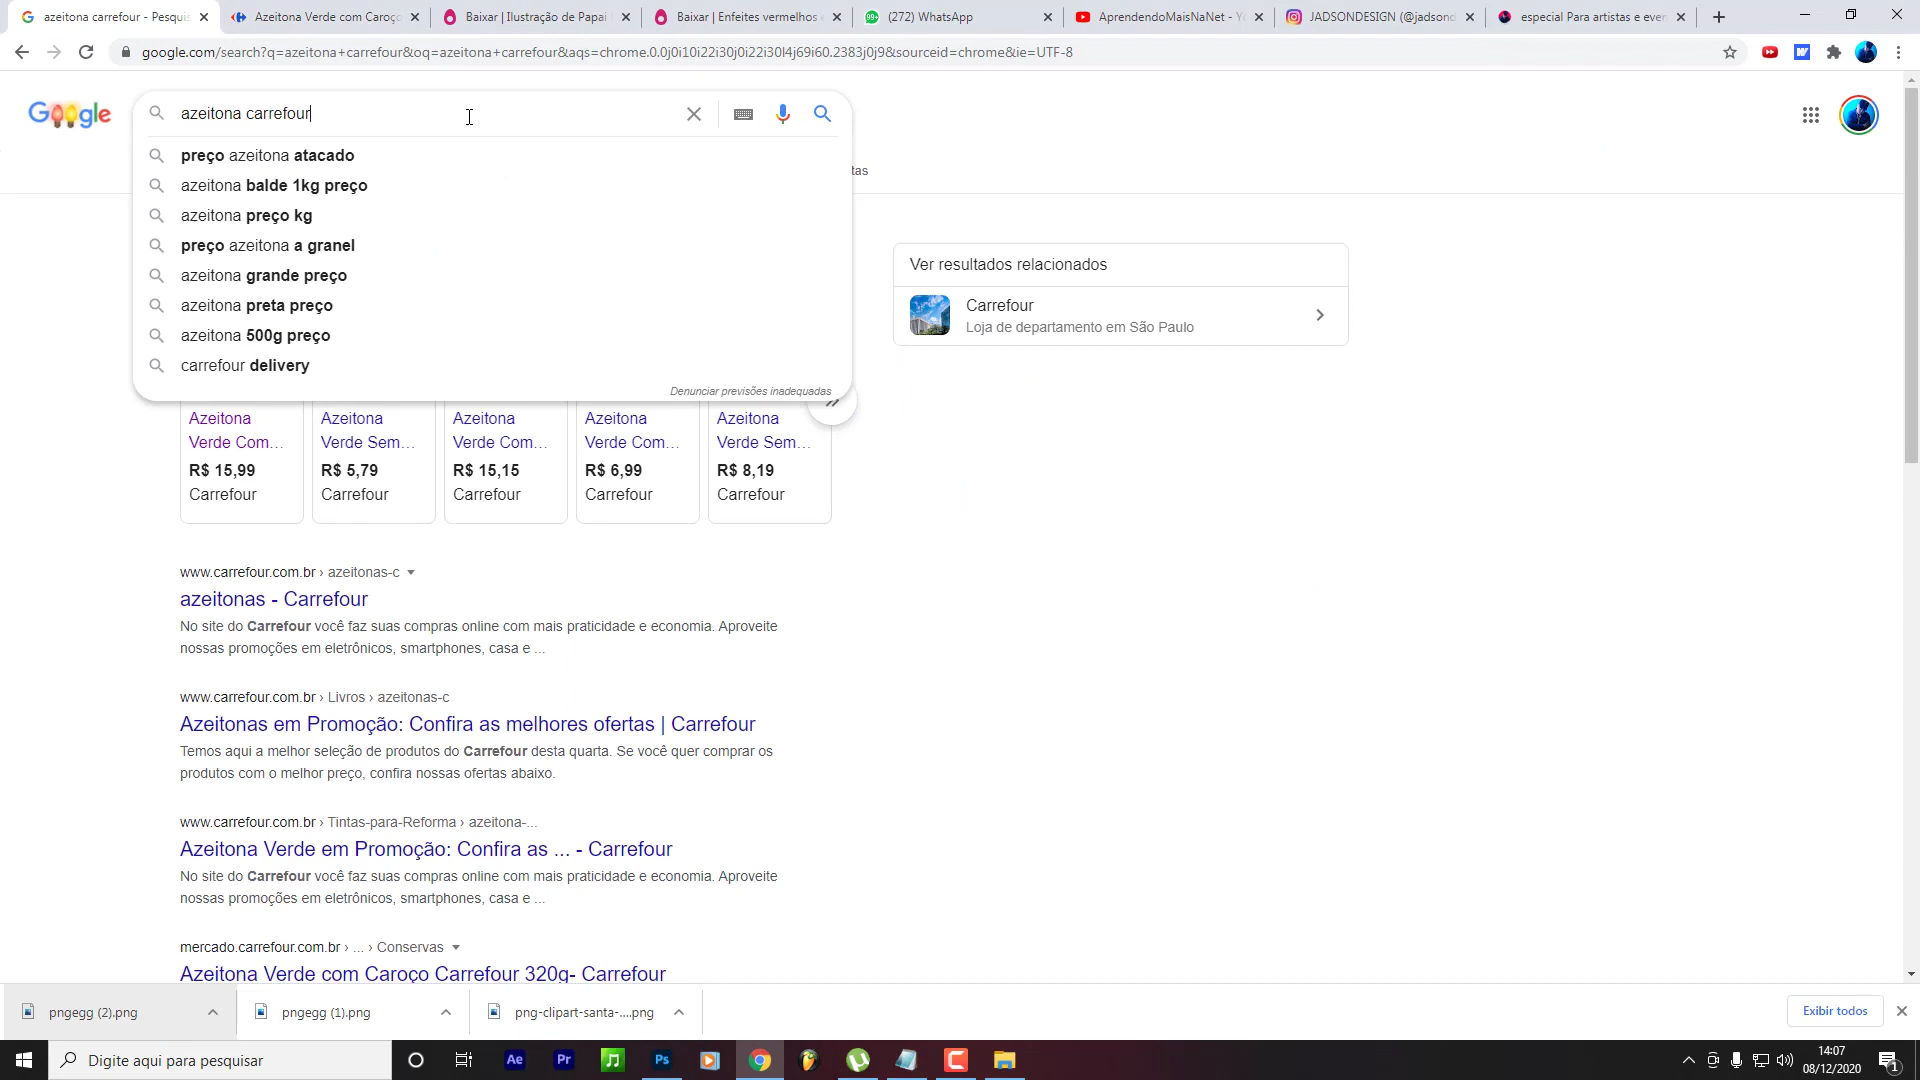 azeitona carrefour - Pesquis
Azeitona Verde com Caroço
Baixar | Ilustração de Papai
Baixar | Enfeites vermelhos
(272) WhatsApp
AprendendoMaisNaNet - Y
JADSONDESIGN (@jadson
especial Para artistas e ever
google.com/search?q=azeitona+carrefour&oq=azeitona+carrefour&aqs=chrome.0.0j0i10i22i30j0i22i30l4j69i60.2383j0j9&sourceid=chrome&ie=UTF-8
Google
azeitona carrefour
preço azeitona atacado
azeitona balde 1kg preço
azeitona preço kg
preço azeitona a granel
azeitona grande preço
azeitona preta preço
azeitona 500g preço
carrefour delivery
Denunciar previsões inadequadas
tas
Ver resultados relacionados
Carrefour
Loja de departamento em São Paulo
Azeitona
Verde Com...
R$ 15,99
Carrefour
Azeitona
Verde Sem...
R$ 5,79
Carrefour
Azeitona
Verde Com...
R$ 15,15
Carrefour
Azeitona
Verde Com...
R$ 6,99
Carrefour
Azeitona
Verde Sem...
R$ 8,19
Carrefour
www.carrefour.com.br › azeitonas-c
azeitonas - Carrefour
No site do Carrefour você faz suas compras online com mais praticidade e economia. Aproveite
nossas promoções em eletrônicos, smartphones, casa e ...
www.carrefour.com.br › Livros › azeitonas-c
Azeitonas em Promoção: Confira as melhores ofertas | Carrefour
Temos aqui a melhor seleção de produtos do Carrefour desta quarta. Se você quer comprar os
produtos com o melhor preço, confira nossas ofertas abaixo.
www.carrefour.com.br › Tintas-para-Reforma › azeitona-...
Azeitona Verde em Promoção: Confira as ... - Carrefour
No site do Carrefour você faz suas compras online com mais praticidade e economia. Aproveite
nossas promoções em eletrônicos, smartphones, casa e ...
mercado.carrefour.com.br › ... › Conservas
Azeitona Verde com Caroço Carrefour 320g- Carrefour
pngegg (2).png
pngegg (1).png
png-clipart-santa-....png
Exibir todos
Digite aqui para pesquisar
Ae
Pr
Ps
14:07
08/12/2020
1